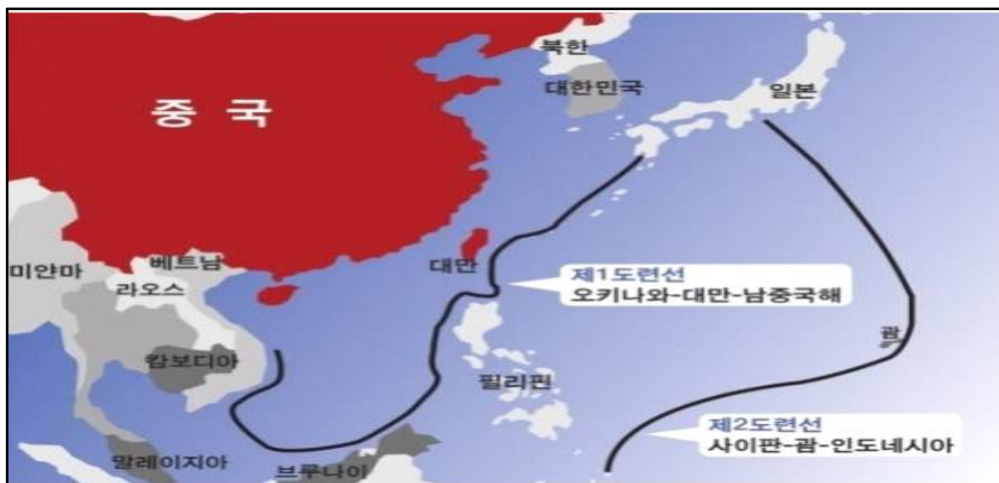 북한
대한민국
일본
중국
대만
미얀마
베트남
라오스
제1도련선
오키나와-대만-남중국해
괌
캄보디아
필리핀
제2도련선
사이판-괌-인도네시아
말레이지아
브루나이